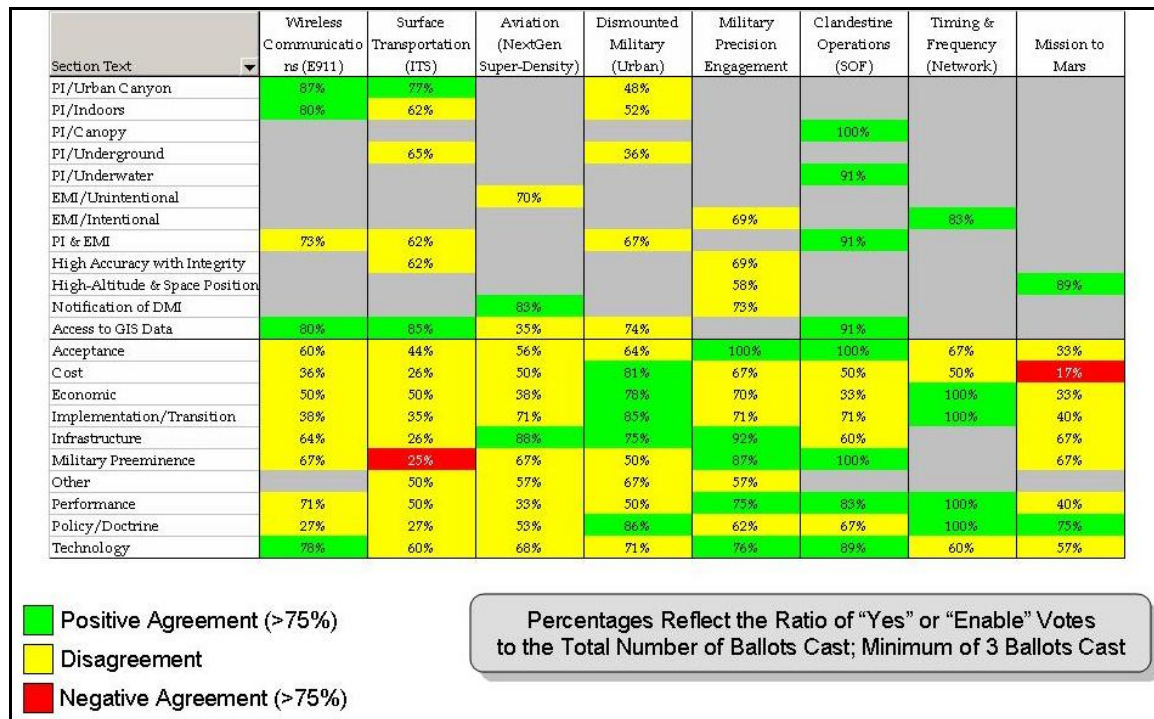 Wireless Surface Aviation Dismounted Military Clandestine Timing &
Communicatio Transportation (NextGen Military Precision Operations Frequency Mission to
Section Text ns (E911) (ITS) Super-Density) (Urban) Engagement (SOF) (Network) Mars
PI/Urban Canyon 87% 77% 48%
PI/Indoors 80% 62% 52%
PI/Canopy 100%
PI/Underground 65% 36%
PI/Underwater 91%
EMI/Unintentional 70%
EMI/Intentional 69% 83%
PI & EMI 73% 62% 67% 91%
High Accuracy with Integrity 62% 69%
High-Altitude & Space Position 58% 89%
Notification of DMI 83% 73%
Access to GIS Data 80% 85% 35% 74% 91%
Acceptance 60% 44% 56% 64% 100% 100% 67% 33%
Cost 36% 26% 50% 81% 67% 50% 50% 17%
Economic 50% 50% 38% 78% 70% 33% 100% 33%
Implementation/Transition 38% 35% 71% 85% 71% 71% 100% 40%
Infrastructure 64% 26% 88% 75% 92% 60% 67%
Military Preeminence 67% 25% 67% 50% 87% 100% 67%
Other 50% 57% 67% 57%
Performance 71% 50% 33% 50% 75% 83% 100% 40%
Policy/Doctrine 27% 27% 53% 86% 62% 67% 100% 75%
Technology 78% 60% 68% 71% 76% 89% 60% 57%
Positive Agreement (>75%)
Disagreement
Negative Agreement (>75%)
Percentages Reflect the Ratio of “Yes” or “Enable” Votes
to the Total Number of Ballots Cast; Minimum of 3 Ballots Cast